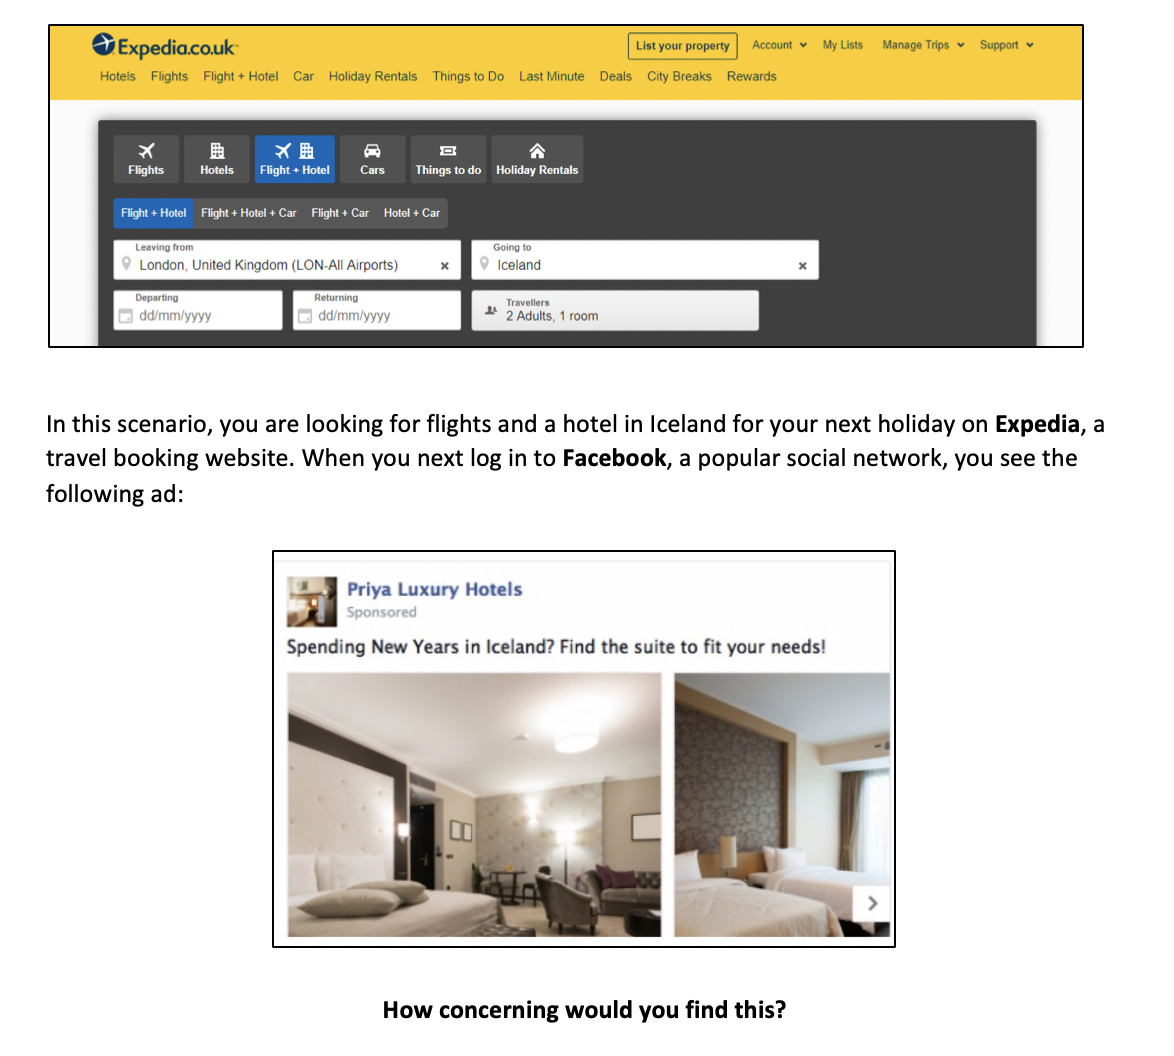 Expedia.co.uk
List your property Account My Lists Manage Trips Support
Hotels Flights Flight + Hotel Car Holiday Rentals Things to Do Last Minute Deals City Breaks Rewards
Flights Hotels Flight + Hotel Cars Things to do Holiday Rentals
Flight + Hotel Flight + Hotel + Car Flight + Car Hotel + Car
Leaving from Going to
London, United Kingdom (LON-All Airports) × Iceland ×
Departing Returning Travellers
dd/mm/yyyy dd/mm/yyyy 2 Adults, 1 room
In this scenario, you are looking for flights and a hotel in Iceland for your next holiday on Expedia, a
travel booking website. When you next log in to Facebook, a popular social network, you see the
following ad:
Priya Luxury Hotels
Sponsored
Spending New Years in Iceland? Find the suite to fit your needs!
How concerning would you find this?